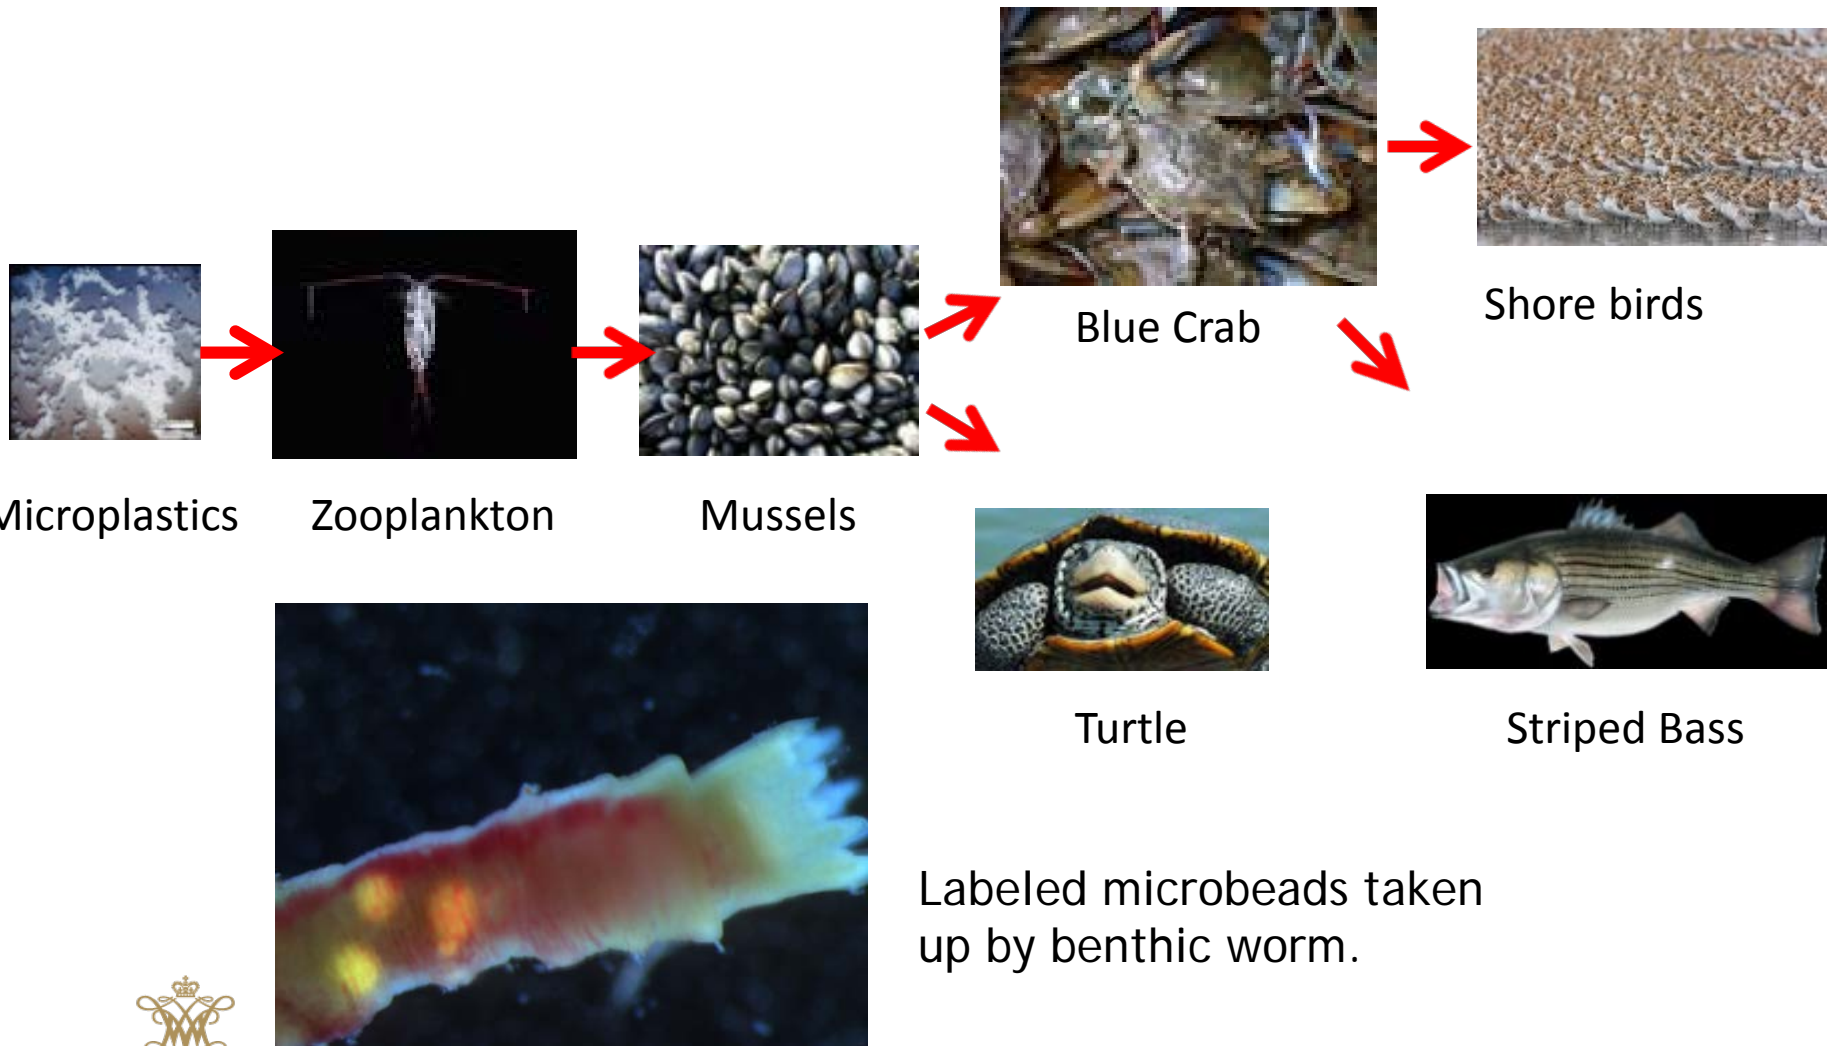 Microplastics
Zooplankton
Mussels
Blue Crab
Shore birds
Turtle
Striped Bass
Labeled microbeads taken
up by benthic worm.